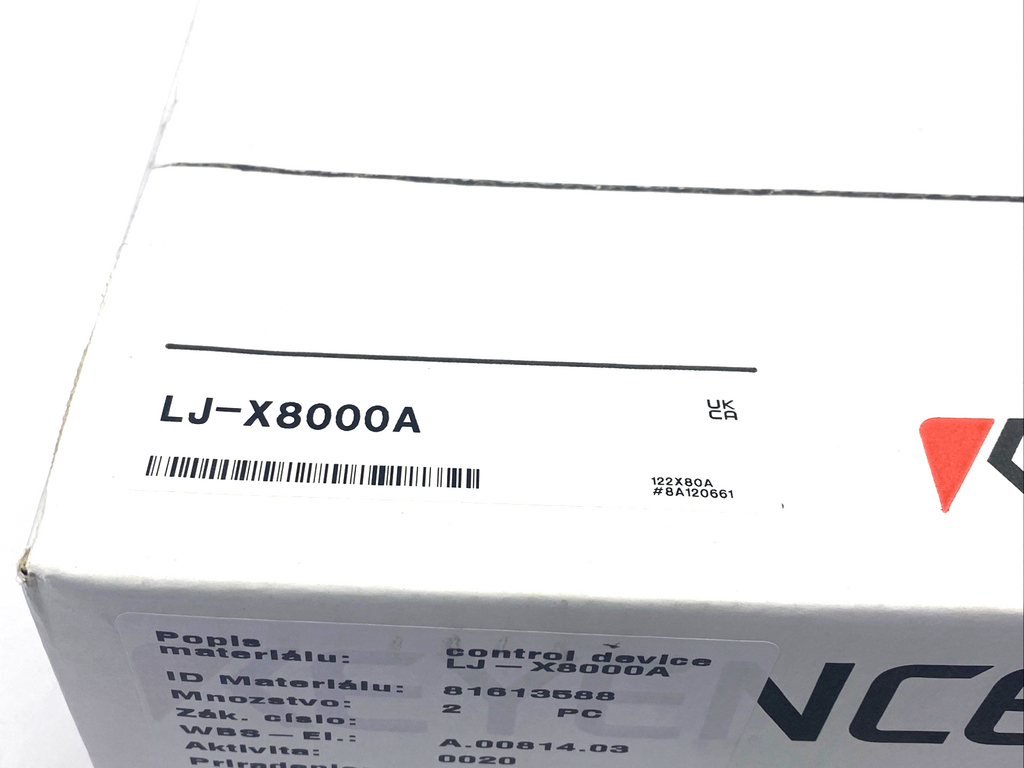 LJ-X8000A
UK
CA
122X80A
#8A120661
KEYENCE
Popis
materiálu: control device
LJ-X8000A
ID Materiálu: 81613588
Mnozstvo: 2 PC
Zák. císlo:
WBS-El.: A.00814.03
Aktivita: 0020